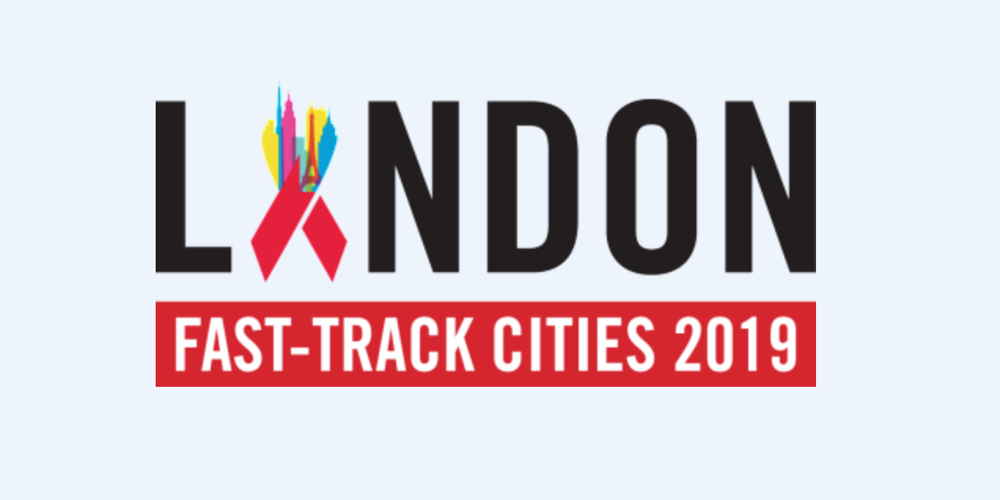 LONDON
FAST-TRACK CITIES 2019